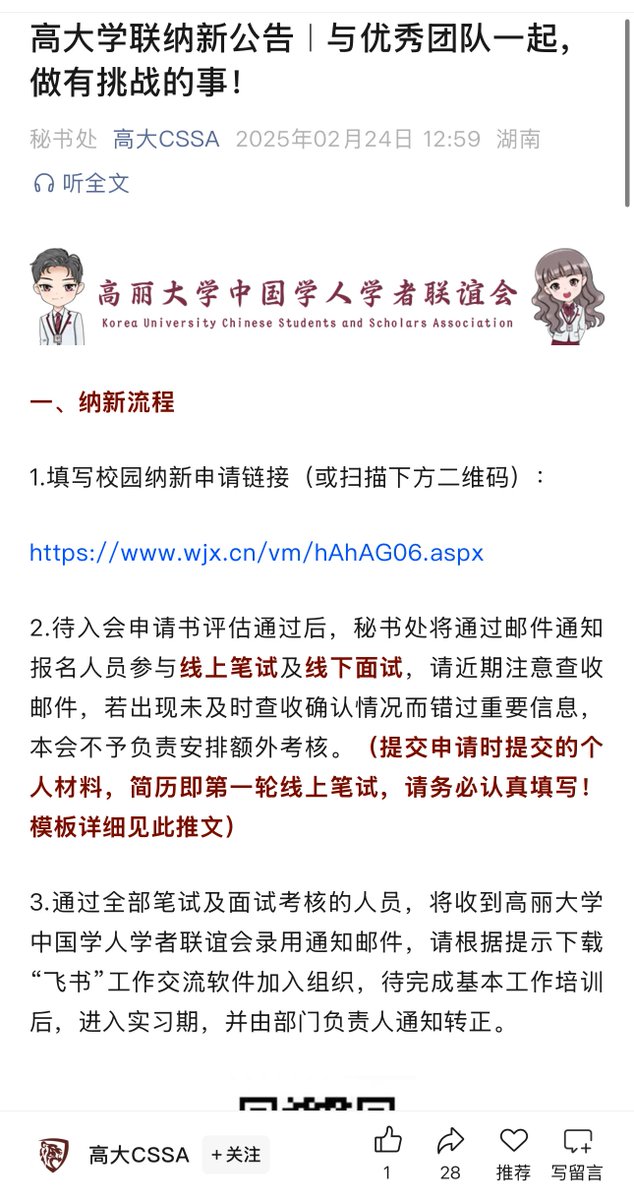 高大学联纳新公告｜与优秀团队一起，
做有挑战的事！
秘书处 高大CSSA 2025年02月24日 12:59 湖南
听全文
高丽大学中国学人学者联谊会
Korea University Chinese Students and Scholars Association
一、纳新流程
1.填写校园纳新申请链接（或扫描下方二维码）：
https://www.wjx.cn/vm/hAhAG06.aspx
2.待入会申请书评估通过后，秘书处将通过邮件通知
报名人员参与线上笔试及线下面试，请近期注意查收
邮件，若出现未及时查收确认情况而错过重要信息，
本会不予负责安排额外考核。（提交申请时提交的个
人材料，简历即第一轮线上笔试，请务必认真填写！
模板详细见此推文）
3.通过全部笔试及面试考核的人员，将收到高丽大学
中国学人学者联谊会录用通知邮件，请根据提示下载
“飞书”工作交流软件加入组织，待完成基本工作培训
后，进入实习期，并由部门负责人通知转正。
高大CSSA +关注 1 28 推荐 写留言